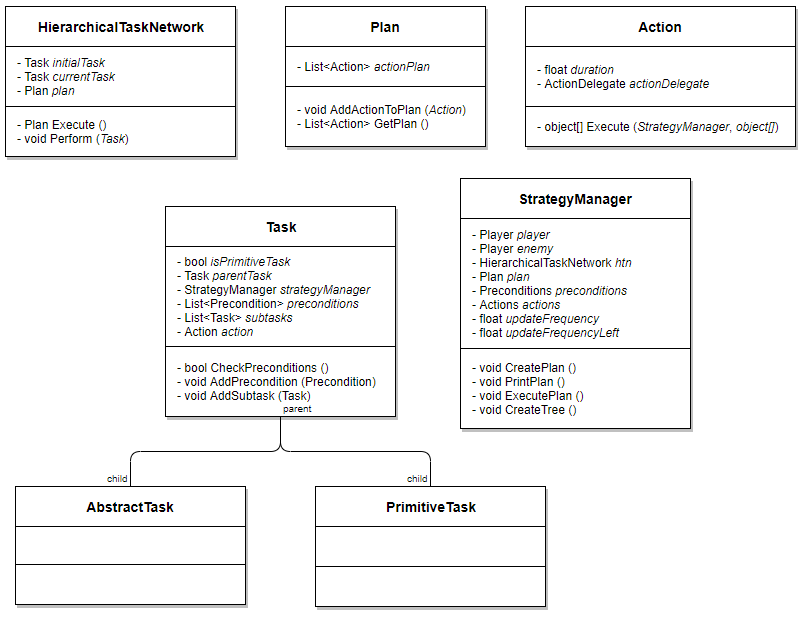 HierarchicalTaskNetwork
- Task initialTask
- Task currentTask
- Plan plan
- Plan Execute ()
- void Perform (Task)
Plan
- List<Action> actionPlan
- void AddActionToPlan (Action)
- List<Action> GetPlan ()
Action
- float duration
- ActionDelegate actionDelegate
- object[] Execute (StrategyManager, object[])
Task
- bool isPrimitiveTask
- Task parentTask
- StrategyManager strategyManager
- List<Precondition> preconditions
- List<Task> subtasks
- Action action
- bool CheckPreconditions ()
- void AddPrecondition (Precondition)
- void AddSubtask (Task)
parent
StrategyManager
- Player player
- Player enemy
- HierarchicalTaskNetwork htn
- Plan plan
- Preconditions preconditions
- Actions actions
- float updateFrequency
- float updateFrequencyLeft
- void CreatePlan ()
- void PrintPlan ()
- void ExecutePlan ()
- void CreateTree ()
child
AbstractTask
child
PrimitiveTask